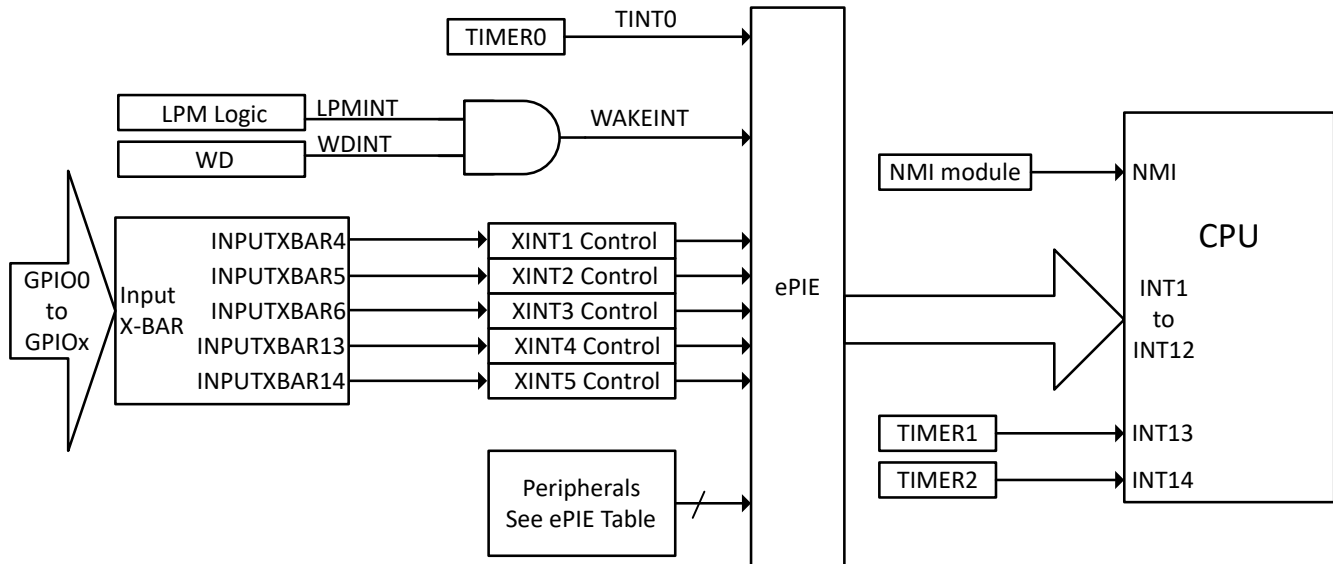 TINT0
TIMER0
LPM Logic
LPMINT
WD
WDINT
WAKEINT
GPIO0
to
GPIOx
Input
X-BAR
INPUTXBAR4
INPUTXBAR5
INPUTXBAR6
INPUTXBAR13
INPUTXBAR14
XINT1 Control
XINT2 Control
XINT3 Control
XINT4 Control
XINT5 Control
Peripherals
See ePIE Table
ePIE
NMI module
NMI
CPU
INT1
to
INT12
TIMER1
INT13
TIMER2
INT14